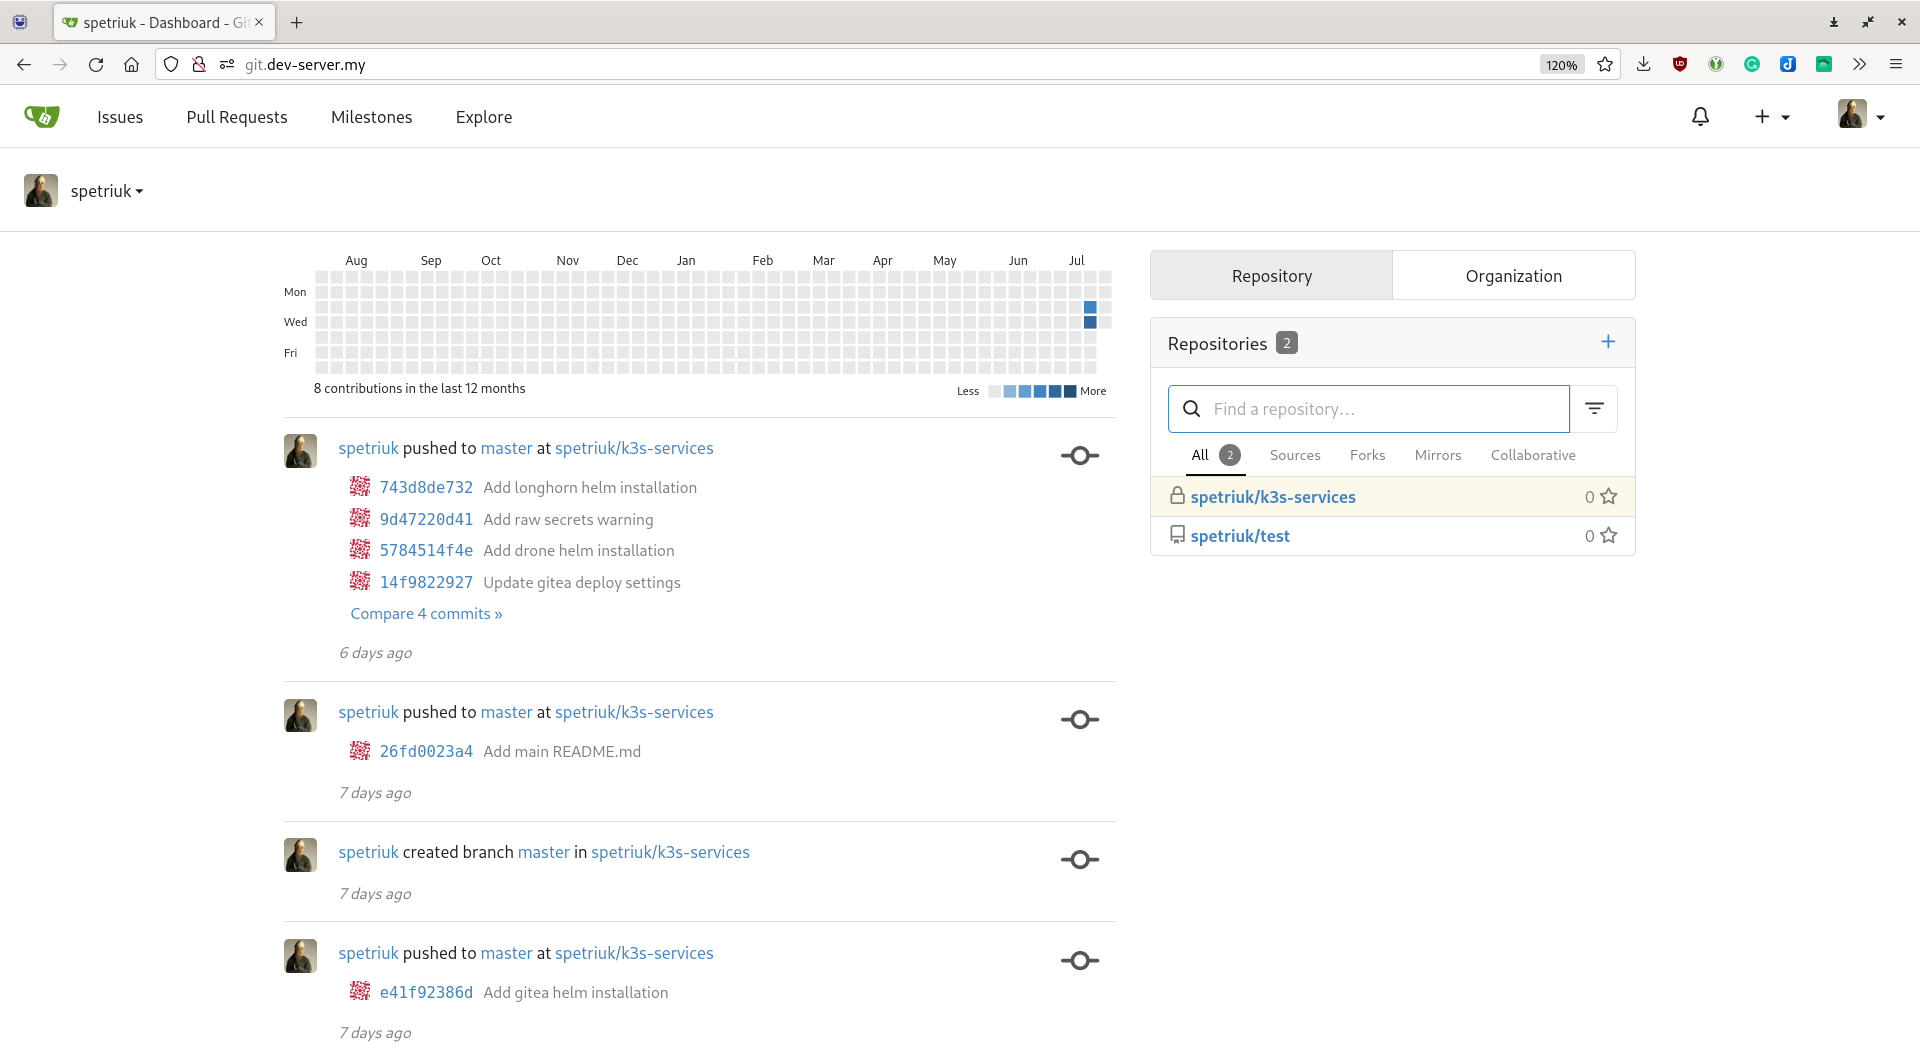 spetriuk - Dashboard - Git
git.dev-server.my
120%
Issues
Pull Requests
Milestones
Explore
spetriuk
Aug Sep Oct Nov Dec Jan Feb Mar Apr May Jun Jul
Mon
Wed
Fri
8 contributions in the last 12 months
Less
More
spetriuk pushed to master at spetriuk/k3s-services
743d8de732 Add longhorn helm installation
9d47220d41 Add raw secrets warning
5784514f4e Add drone helm installation
14f9822927 Update gitea deploy settings
Compare 4 commits »
6 days ago
spetriuk pushed to master at spetriuk/k3s-services
26fd0023a4 Add main README.md
7 days ago
spetriuk created branch master in spetriuk/k3s-services
7 days ago
spetriuk pushed to master at spetriuk/k3s-services
e41f92386d Add gitea helm installation
7 days ago
Repository
Organization
Repositories 2
Find a repository...
All 2 Sources Forks Mirrors Collaborative
spetriuk/k3s-services 0
spetriuk/test 0